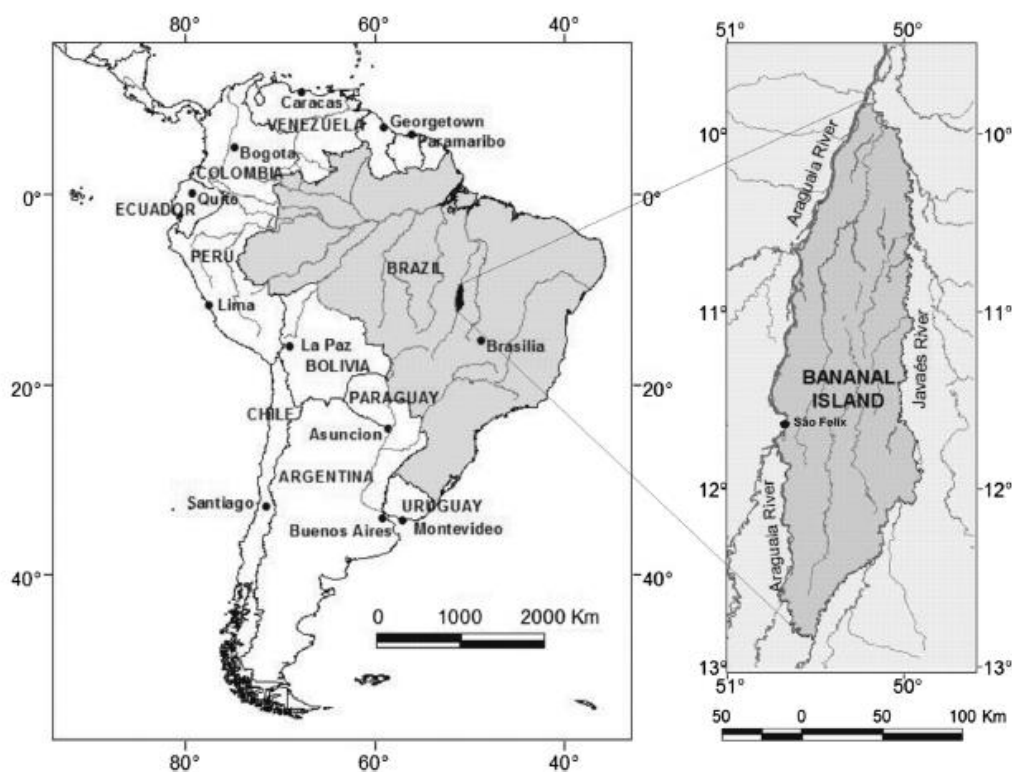 80°
60°
40°
Caracas
VENEZUELA
Georgetown
Paramaribo
Bogota
COLOMBIA
0°
Quito
ECUADOR
PERU
BRAZIL
Lima
La Paz
BOLIVIA
Brasilia
20°
PARAGUAY
CHILE
Asuncion
ARGENTINA
Santiago
URUGUAY
Buenos Aires
Montevideo
40°
0 1000 2000 Km
80°
60°
40°
51°
50°
10°
10°
Araguaia River
11°
11°
Javaés River
BANANAL
ISLAND
São Felix
12°
12°
Araguaia River
13°
13°
51°
50°
50 0 50 100 Km